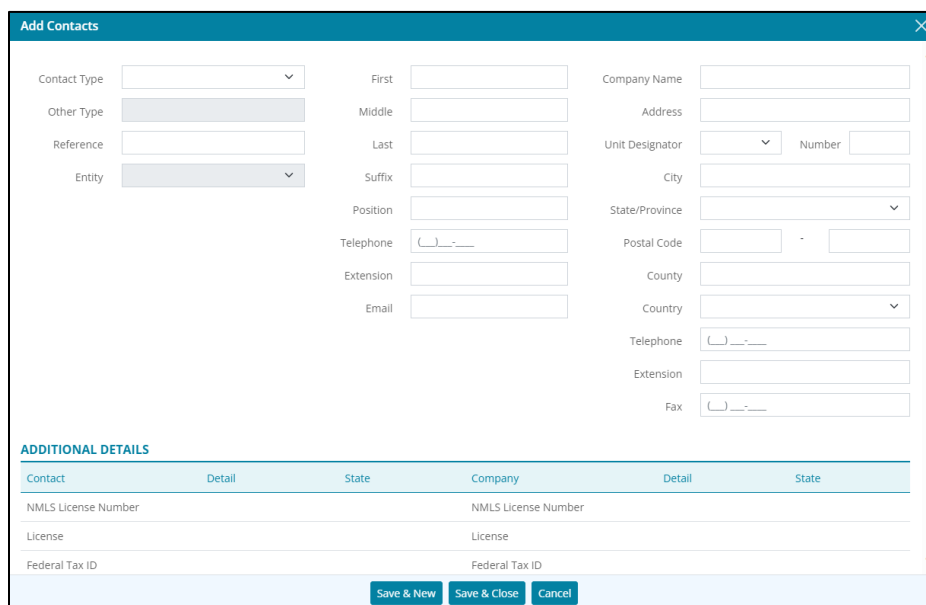 Add Contacts
Contact Type First Company Name
Other Type Middle Address
Reference Last Unit Designator Number
Entity Suffix City
Position State/Province
Telephone (___)___-____ Postal Code -
Extension County
Email Country
Telephone (___) ___-____
Extension
Fax (___) ___-____
ADDITIONAL DETAILS
Contact Detail State Company Detail State
NMLS License Number NMLS License Number
License License
Federal Tax ID Federal Tax ID
Save & New Save & Close Cancel